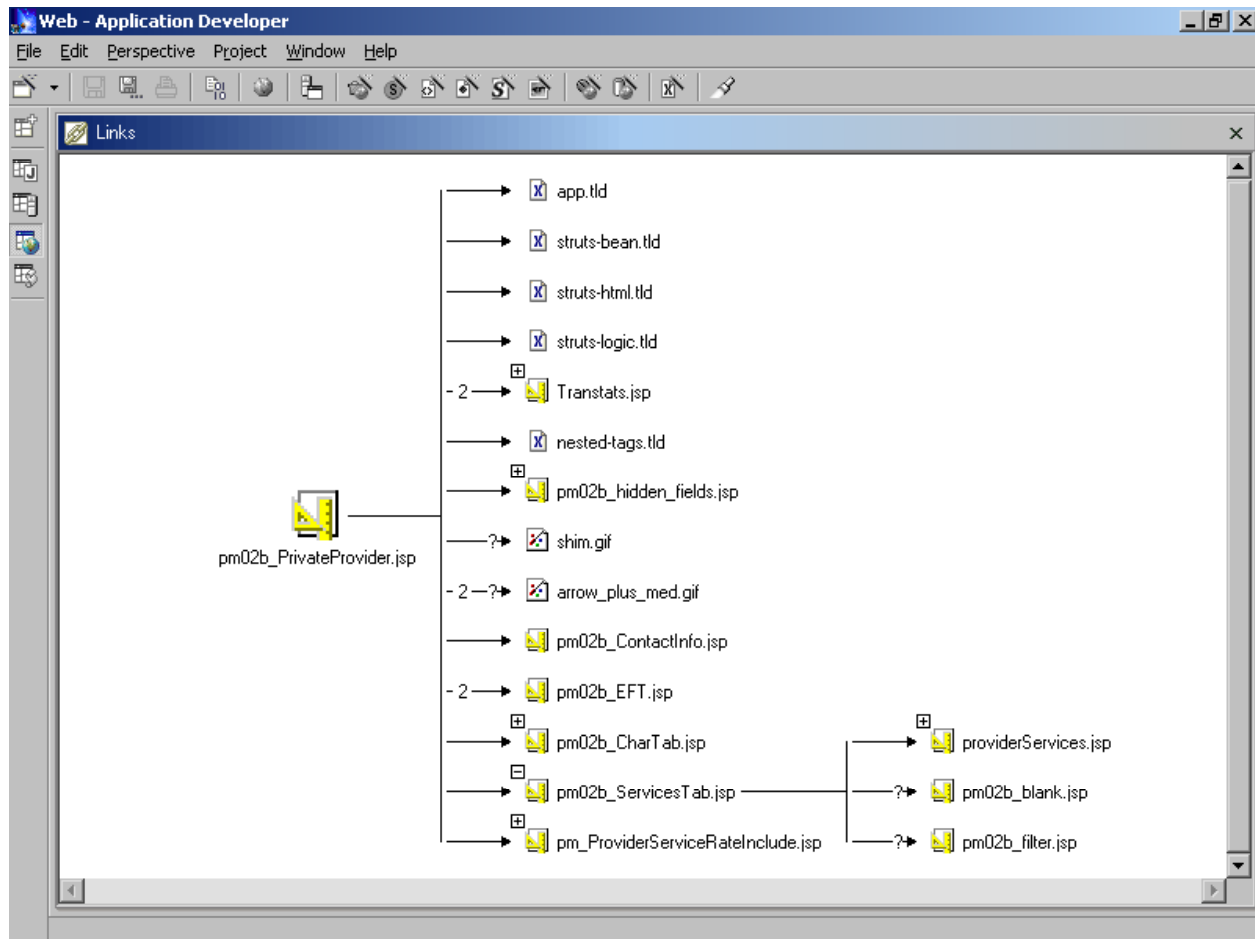 Web - Application Developer
File Edit Perspective Project Window Help
Links
app.tld
struts-bean.tld
struts-html.tld
struts-logic.tld
2 Transtats.jsp
nested-tags.tld
pm02b_hidden_fields.jsp
? shim.gif
pm02b_PrivateProvider.jsp
2 ? arrow_plus_med.gif
pm02b_ContactInfo.jsp
2 pm02b_EFT.jsp
pm02b_CharTab.jsp providerServices.jsp
pm02b_ServicesTab.jsp ? pm02b_blank.jsp
pm_ProviderServiceRateInclude.jsp ? pm02b_filter.jsp